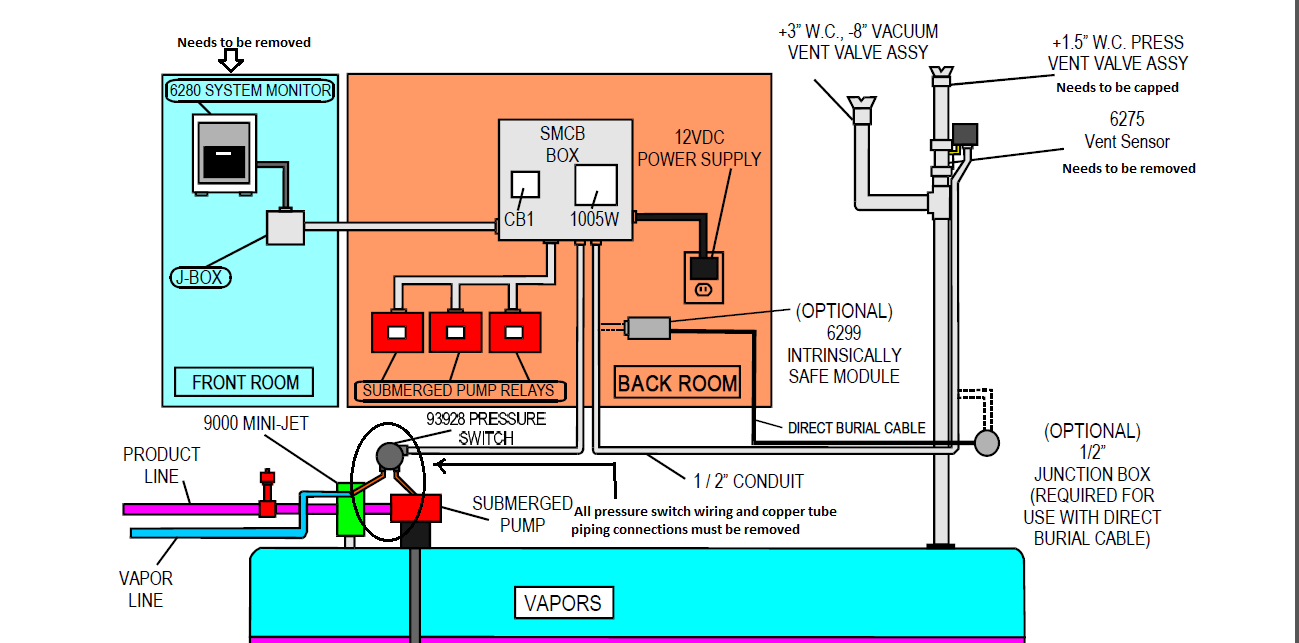 Needs to be removed
6280 SYSTEM MONITOR
J-BOX
FRONT ROOM
SMCB
BOX
CB1
1005W
12VDC
POWER SUPPLY
SUBMERGED PUMP RELAYS
BACK ROOM
+3" W.C., -8" VACUUM
VENT VALVE ASSY
+1.5" W.C. PRESS
VENT VALVE ASSY
Needs to be capped
6275
Vent Sensor
Needs to be removed
(OPTIONAL)
6299
INTRINSICALLY
SAFE MODULE
DIRECT BURIAL CABLE
9000 MINI-JET
93928 PRESSURE
SWITCH
PRODUCT
LINE
SUBMERGED
PUMP
1 / 2" CONDUIT
All pressure switch wiring and copper tube
piping connections must be removed
(OPTIONAL)
1/2"
JUNCTION BOX
(REQUIRED FOR
USE WITH DIRECT
BURIAL CABLE)
VAPOR
LINE
VAPORS